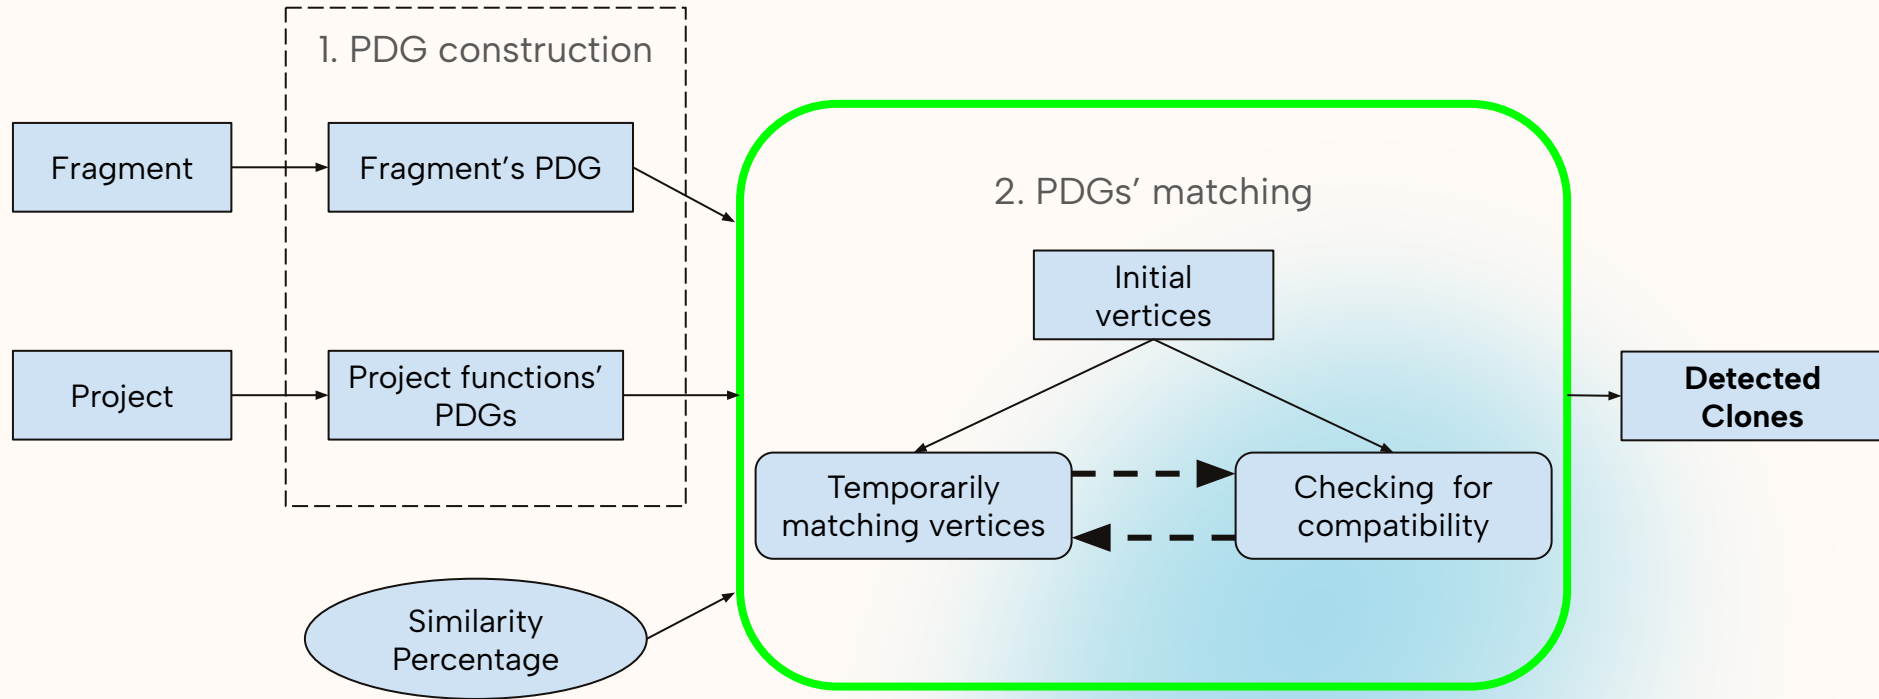 1. PDG construction
Fragment
Fragment's PDG
Project
Project functions'
PDGs
Similarity
Percentage
2. PDGs' matching
Initial
vertices
Temporarily
matching vertices
Checking for
compatibility
Detected
Clones